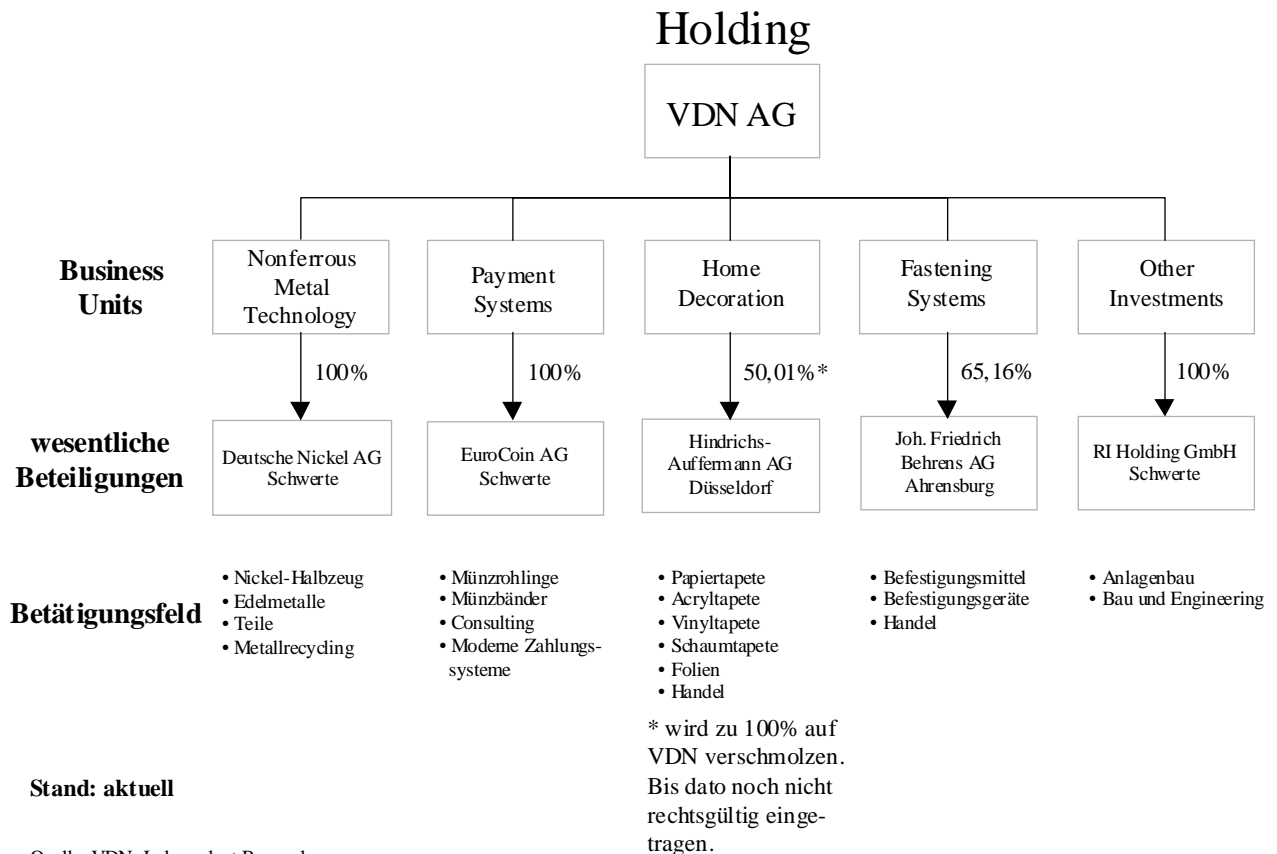 Holding
VDN AG
Business
Units
Nonferrous
Metal
Technology
Payment
Systems
Home
Decoration
Fastening
Systems
Other
Investments
100%
100%
50,01%*
65,16%
100%
wesentliche
Beteiligungen
Deutsche Nickel AG
Schwerte
EuroCoin AG
Schwerte
Hindrichs-
Auffermann AG
Düsseldorf
Joh. Friedrich
Behrens AG
Ahrensburg
RI Holding GmbH
Schwerte
Betätigungsfeld
• Nickel-Halbzeug
• Edelmetalle
• Teile
• Metallrecycling
• Münzrohlinge
• Münzbänder
• Consulting
• Moderne Zahlungs-
systeme
• Papiertapete
• Acryltapete
• Vinyltapete
• Schaumtapete
• Folien
• Handel
• Befestigungsmittel
• Befestigungsgeräte
• Handel
• Anlagenbau
• Bau und Engineering
* wird zu 100% auf
VDN verschmolzen.
Bis dato noch nicht
rechtsgültig einge-
tragen.
Stand: aktuell